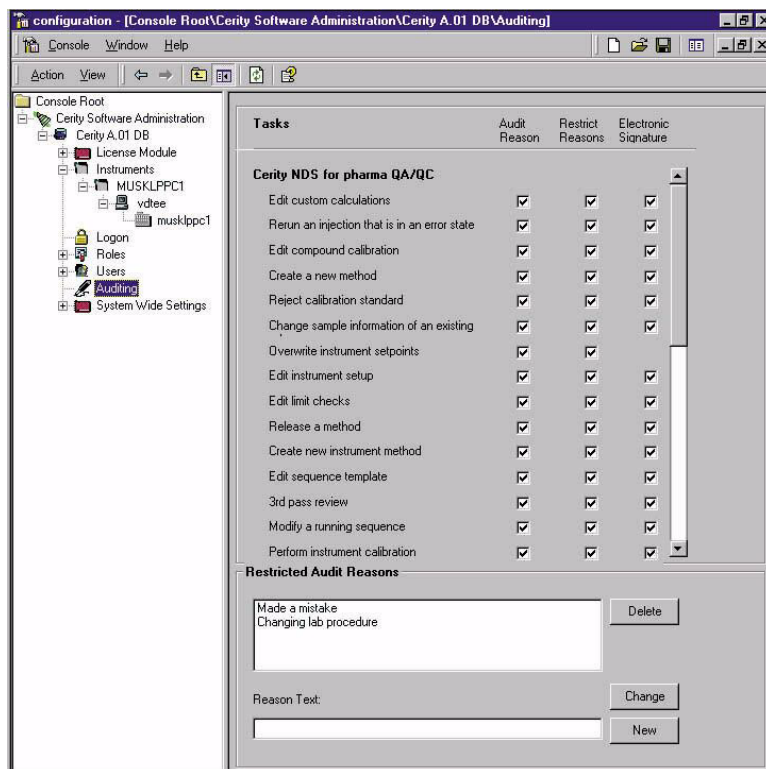 configuration - [Console Root\Cerity Software Administration\Cerity A.01 DB\Auditing]
Console Window Help
Action View
Console Root
Cerity Software Administration
Cerity A.01 DB
License Module
Instruments
MUSKLPPC1
vdtee
musklppc1
Logon
Roles
Users
Auditing
System Wide Settings
Tasks Audit Reason Restrict Reasons Electronic Signature
Cerity NDS for pharma QA/QC
Edit custom calculations
Rerun an injection that is in an error state
Edit compound calibration
Create a new method
Reject calibration standard
Change sample information of an existing
Overwrite instrument setpoints
Edit instrument setup
Edit limit checks
Release a method
Create new instrument method
Edit sequence template
3rd pass review
Modify a running sequence
Perform instrument calibration
Restricted Audit Reasons
Made a mistake
Changing lab procedure
Delete
Reason Text:
Change
New